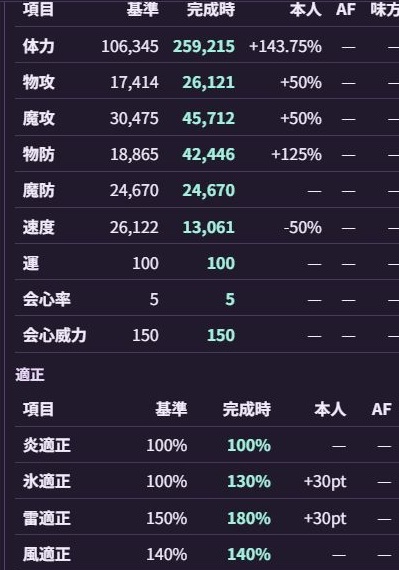 項目 基準 完成時 本人 AF 味方
体力 106,345 259,215 +143.75% — —
物攻 17,414 26,121 +50% — —
魔攻 30,475 45,712 +50% — —
物防 18,865 42,446 +125% — —
魔防 24,670 24,670 — — —
速度 26,122 13,061 -50% — —
運 100 100 — — —
会心率 5 5 — — —
会心威力 150 150 — — —
適正
項目 基準 完成時 本人 AF
炎適正 100% 100% — —
氷適正 100% 130% +30pt —
雷適正 150% 180% +30pt —
風適正 140% 140% — —